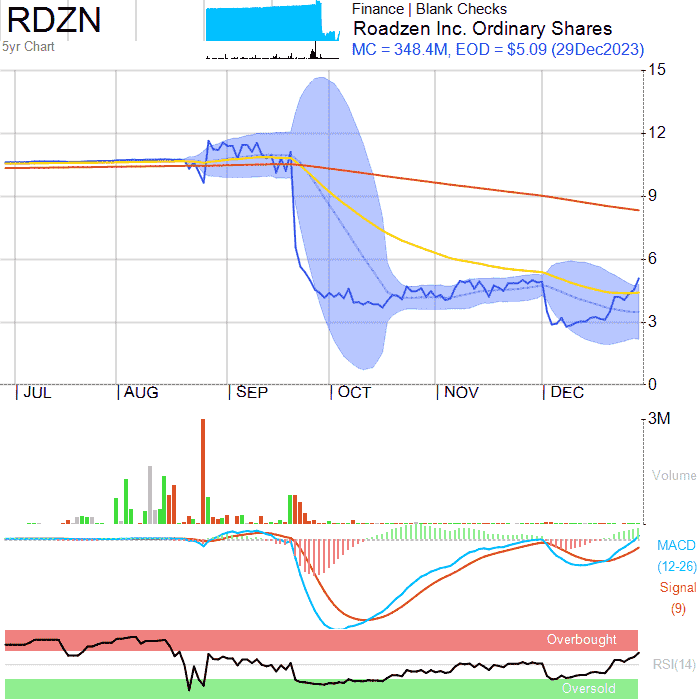 RDZN
5yr Chart
Finance | Blank Checks
Roadzen Inc. Ordinary Shares
MC = 348.4M, EOD = $5.09 (29Dec2023)
15
12
9
6
3
0
JUL
AUG
SEP
OCT
NOV
DEC
3M
Volume
MACD
(12-26)
Signal
(9)
Overbought
RSI(14)
Oversold